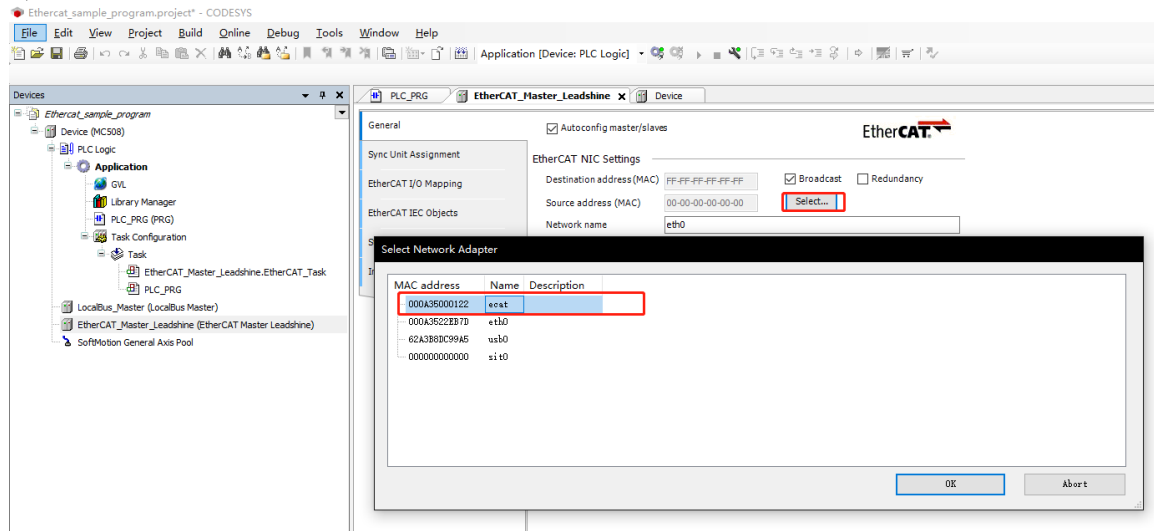 Ethercat_sample_program.project* - CODESYS
File Edit View Project Build Online Debug Tools Window Help
Application [Device: PLC Logic]
Devices
Ethercat_sample_program
Device (MC508)
PLC Logic
Application
GVL
Library Manager
PLC_PRG (PRG)
Task Configuration
Task
EtherCAT_Master_Leadshine.EtherCAT_Task
PLC_PRG
LocalBus_Master (LocalBus Master)
EtherCAT_Master_Leadshine (EtherCAT Master Leadshine)
SoftMotion General Axis Pool
PLC_PRG EtherCAT_Master_Leadshine Device
General
Sync Unit Assignment
EtherCAT I/O Mapping
EtherCAT IEC Objects
Autoconfig master/slaves
EtherCAT
EtherCAT NIC Settings
Destination address (MAC) FF-FF-FF-FF-FF-FF Broadcast Redundancy
Source address (MAC) 00-00-00-00-00-00 Select...
Network name eth0
Select Network Adapter
MAC address Name Description
000A35000122 ecat
000A3522EB7D eth0
62A3B8DC99A5 usb0
000000000000 sit0
OK Abort